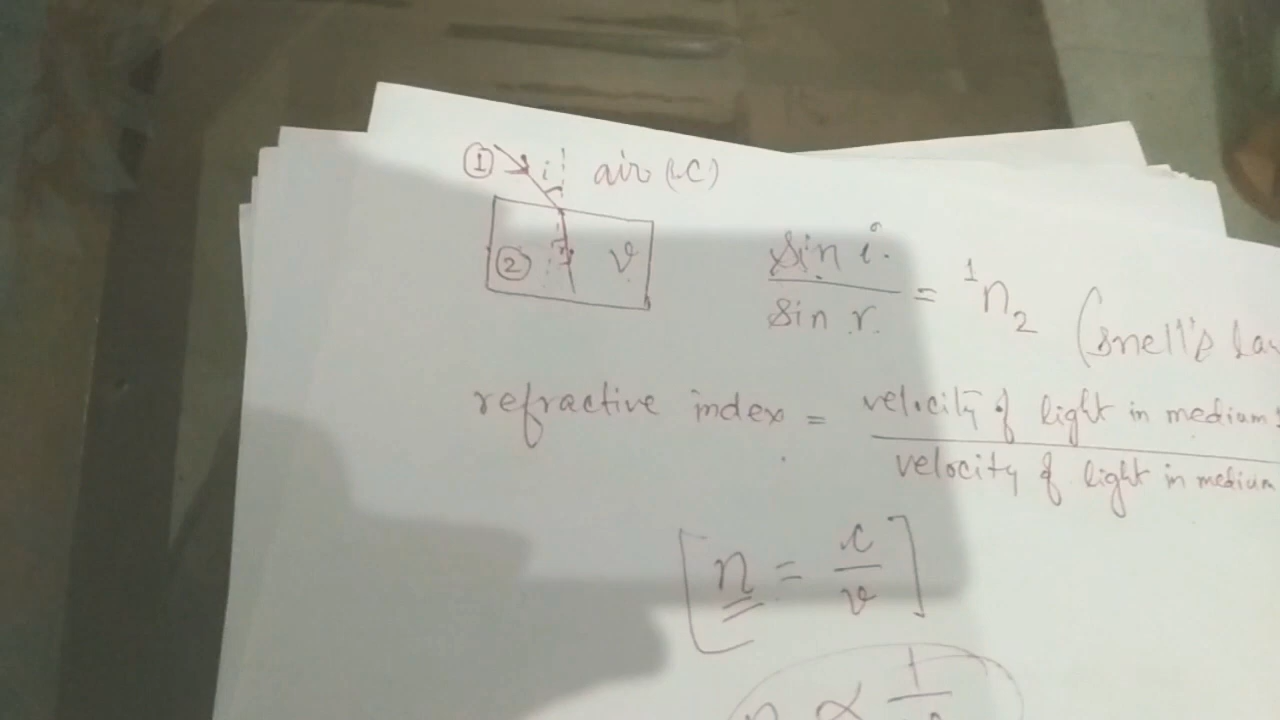 ① i air (c)
② r v
sin i
sin r = ¹n₂ (Snell's
refractive index = velocity of light in medium
velocity of light in medium
[n = c
v]
n ∝ 1